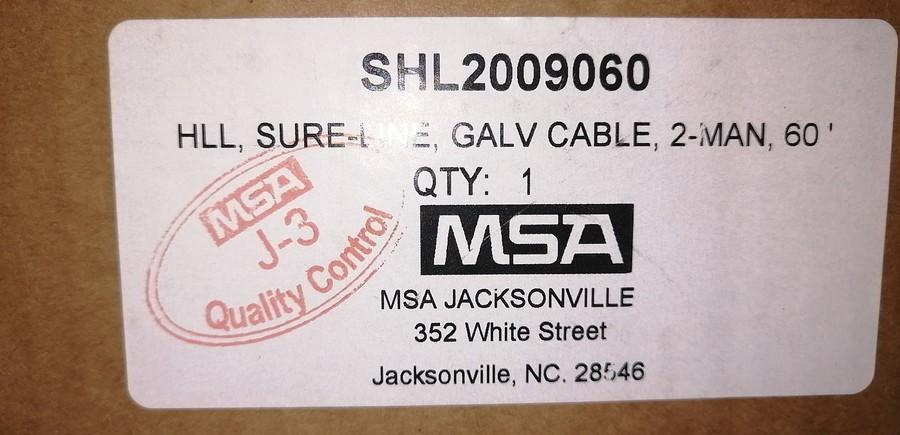 SHL2009060
HLL, SURE-LINE, GALV CABLE, 2-MAN, 60'
QTY: 1
MSA
MSA JACKSONVILLE
352 White Street
Jacksonville, NC. 28546
MSA
J-3
Quality Control